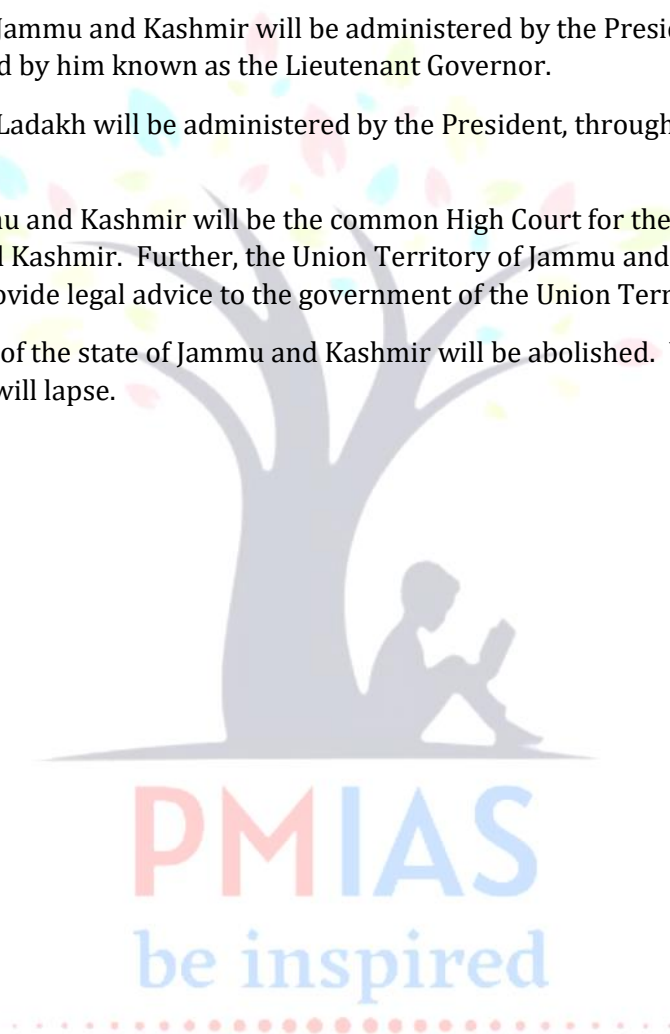 Jammu and Kashmir will be administered by the
by him known as the Lieutenant Governor.
Ladakh will be administered by the President, through
and Kashmir will be the common High Court for the
Kashmir. Further, the Union Territory of Jammu and
legal advice to the government of the Union
of the state of Jammu and Kashmir will be abolished.
will lapse.
PMIAS
be inspired